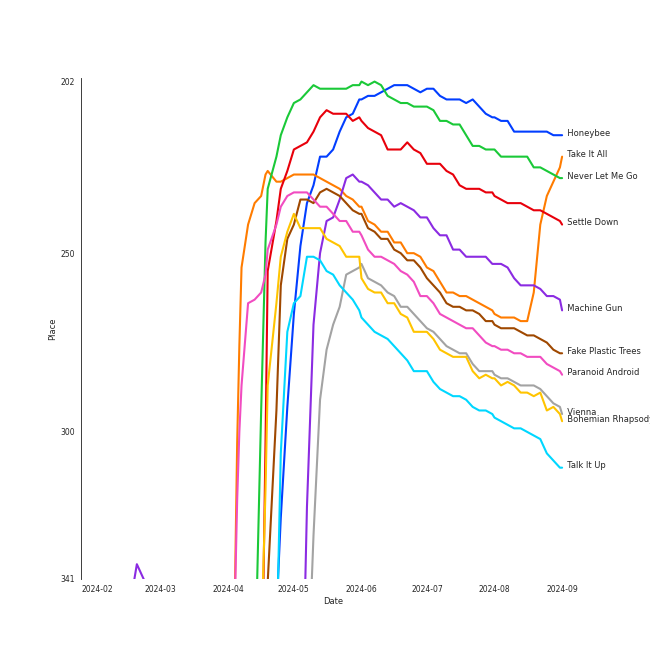 202
Honeybee
Take It All
Never Let Me Go
Settle Down
250
Machine Gun
Place
Fake Plastic Trees
Paranoid Android
Vienna
Bohemian Rhapsod
300
Talk It Up
341
2024-02 2024-03 2024-04 2024-05 2024-06 2024-07 2024-08 2024-09
Date